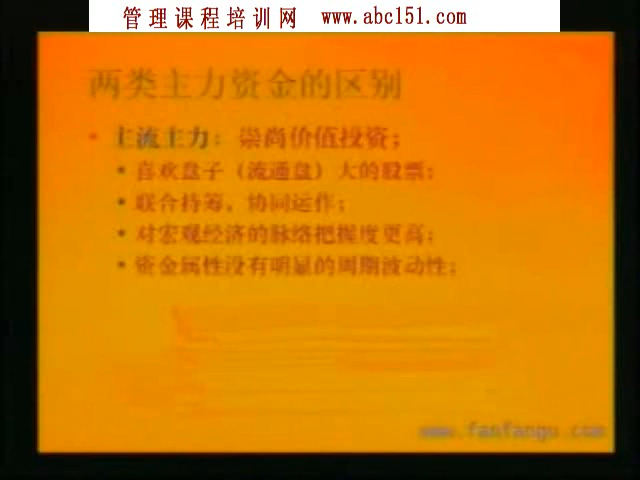 管理课程培训网 www.abc151.com
两类主力资金的区别
• 主流主力：崇尚价值投资；
• 喜欢盘子（流通盘）大的股票；
• 联合持筹，协同运作；
• 对宏观经济的脉络把握度更高；
• 资金属性没有明显的周期波动性；
www.fanfangu.com